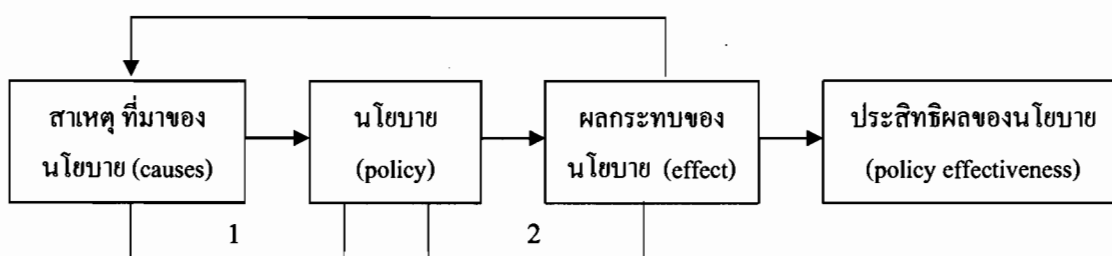 สาเหตุ ที่มาของ
นโยบาย (causes)
นโยบาย
(policy)
ผลกระทบของ
นโยบาย (effect)
ประสิทธิผลของนโยบาย
(policy effectiveness)
1
2